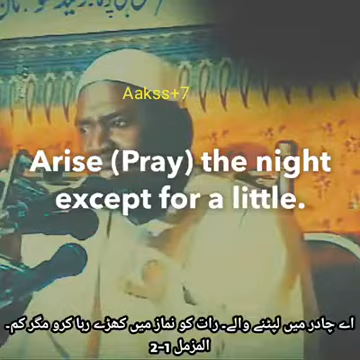 Aakss+7
Arise (Pray) the night
except for a little.
اے چادر میں لپٹنے والے۔ رات کو نماز میں کھڑے رہا کرو مگر کم۔
المزمل 1-2